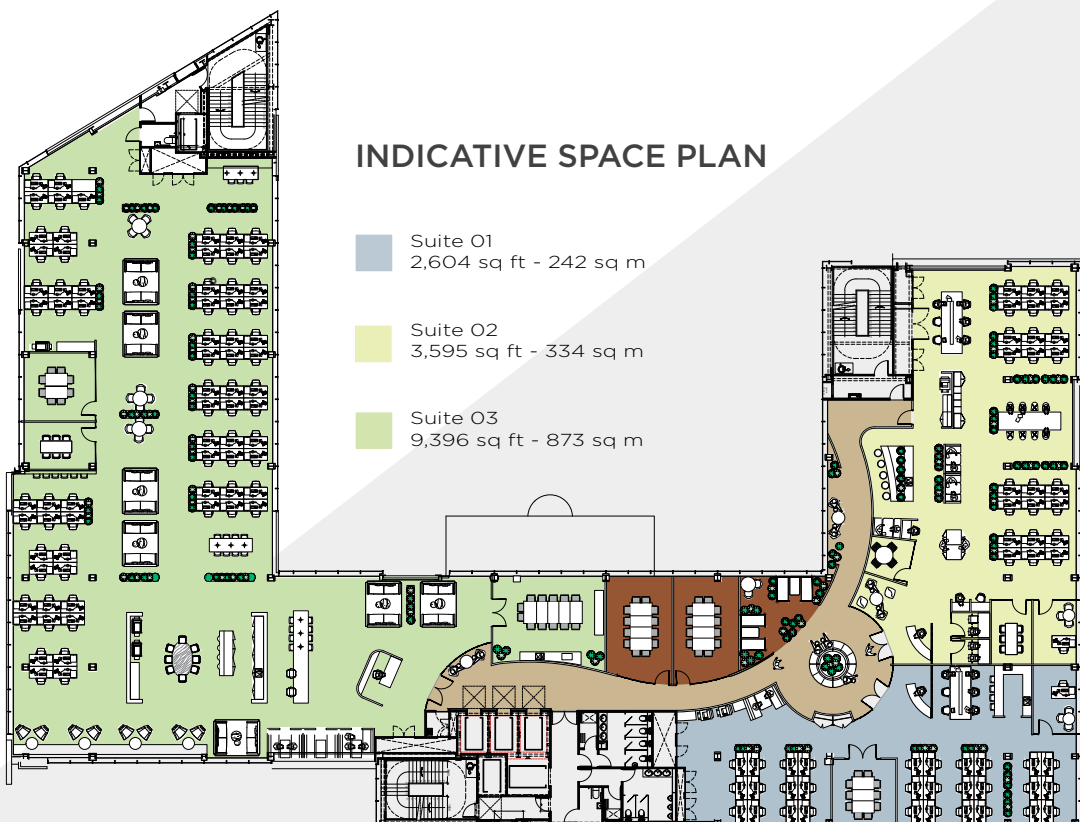 INDICATIVE SPACE PLAN
Suite 01
2,604 sq ft - 242 sq m
Suite 02
3,595 sq ft - 334 sq m
Suite 03
9,396 sq ft - 873 sq m